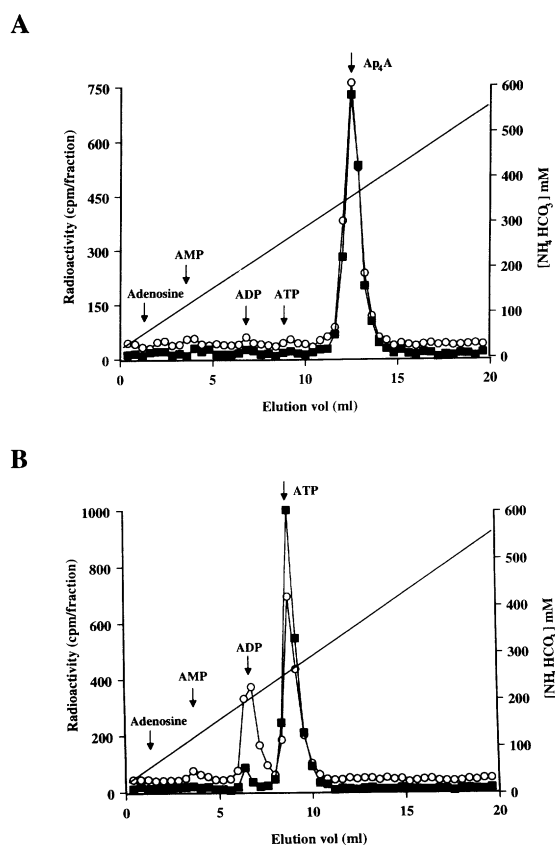 A
Ap4A
750
600
450
300
150
0
600
500
400
300
200
100
0
Radioactivity (cpm/fraction)
[NH4 HCO3] mM
Adenosine
AMP
ADP
ATP
0
5
10
15
20
Elution vol (ml)
B
ATP
1000
800
600
400
200
0
600
500
400
300
200
100
0
Radioactivity (cpm/fraction)
mM
Adenosine
AMP
ADP
0
5
10
15
20
Elution vol (ml)